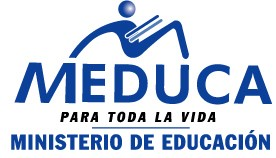 MEDUCA
PARA TODA LA VIDA
MINISTERIO DE EDUCACIÓN